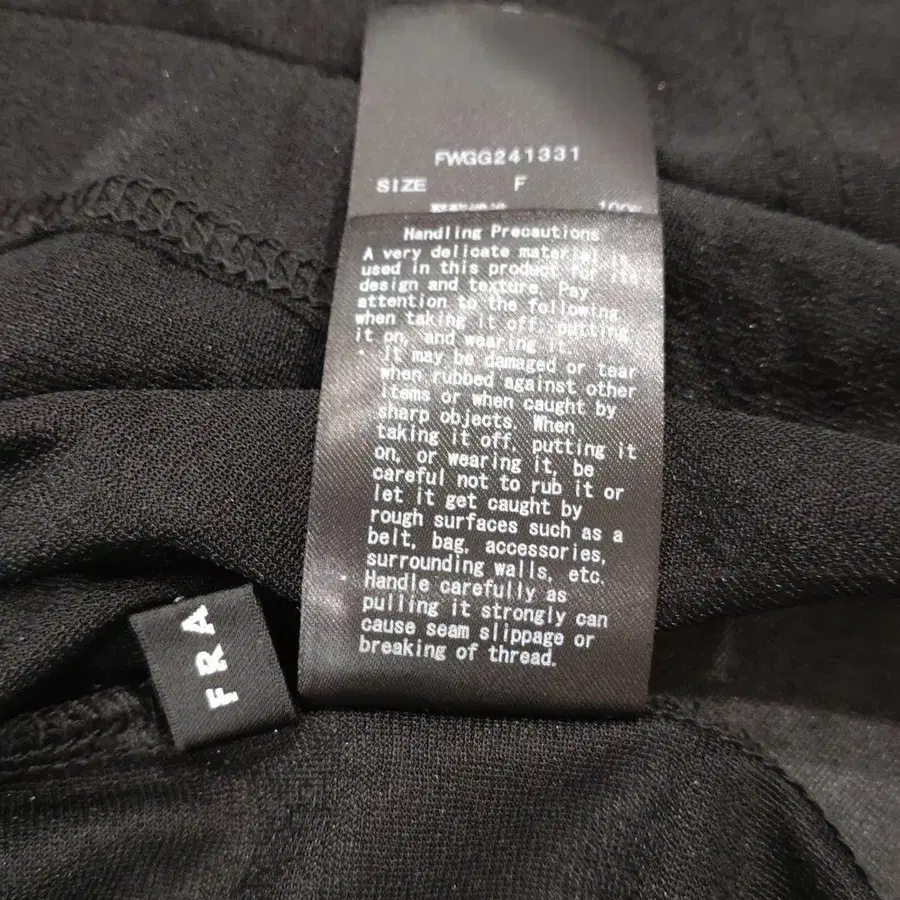 FWGG241331
SIZE F
100%
Handling Precautions
A very delicate material is
used in this product for its
design and texture. Pay
attention to the following
when taking it off, putting
it on, and wearing it.
· It may be damaged or tear
when rubbed against other
items or when caught by
sharp objects. When
taking it off, putting it
on, or wearing it, be
careful not to rub it or
let it get caught by
rough surfaces such as a
belt, bag, accessories,
surrounding walls, etc.
· Handle carefully as
pulling it strongly can
cause seam slippage or
breaking of thread.
FRA